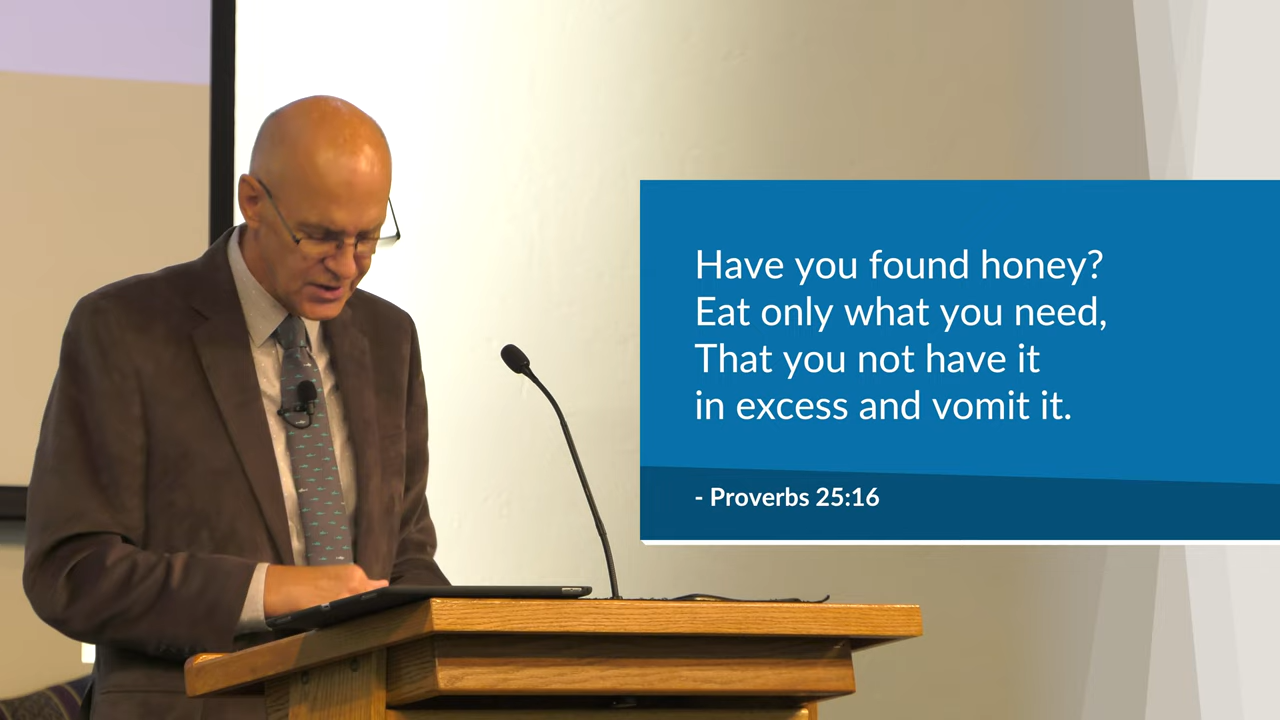 Have you found honey?
Eat only what you need,
That you not have it
in excess and vomit it.
- Proverbs 25:16